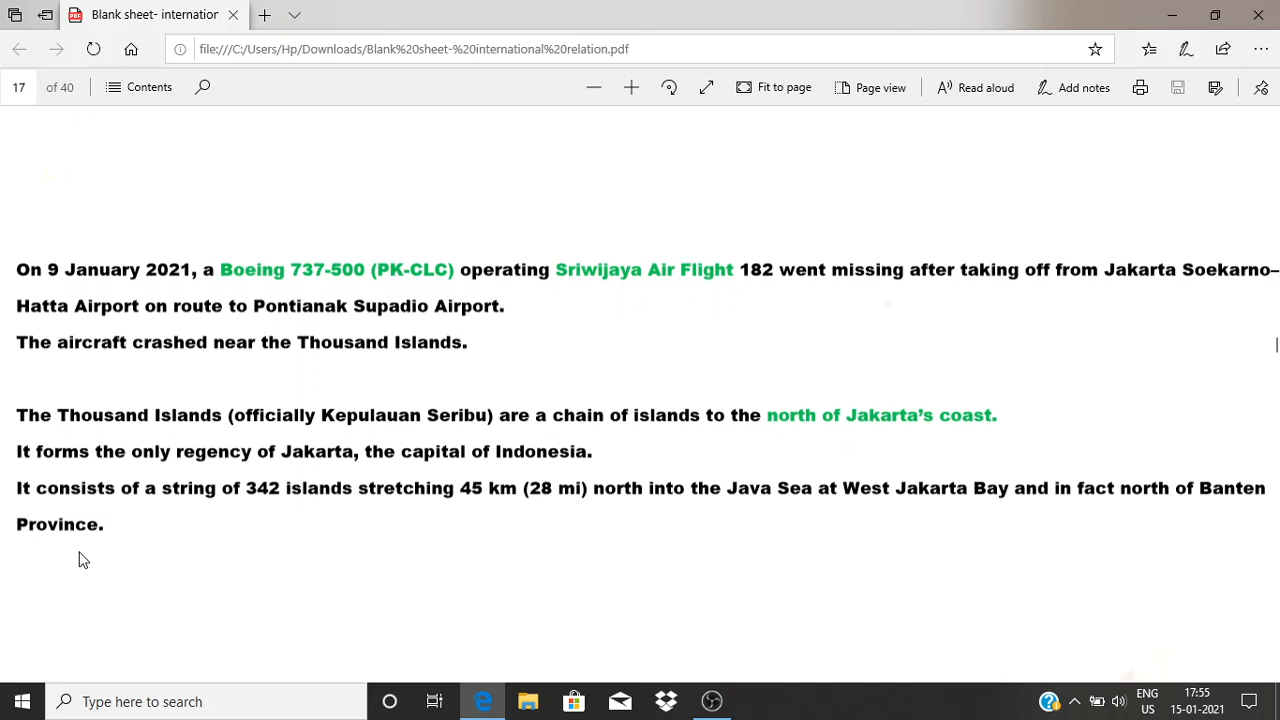 Blank sheet- internation
file:///C:/Users/Hp/Downloads/Blank%20sheet-%20international%20relation.pdf
17 of 40 Contents Fit to page Page view Read aloud Add notes
On 9 January 2021, a Boeing 737-500 (PK-CLC) operating Sriwijaya Air Flight 182 went missing after taking off from Jakarta Soekarno–
Hatta Airport on route to Pontianak Supadio Airport.
The aircraft crashed near the Thousand Islands.
The Thousand Islands (officially Kepulauan Seribu) are a chain of islands to the north of Jakarta’s coast.
It forms the only regency of Jakarta, the capital of Indonesia.
It consists of a string of 342 islands stretching 45 km (28 mi) north into the Java Sea at West Jakarta Bay and in fact north of Banten
Province.
Type here to search
ENG 17:55
US 15-01-2021